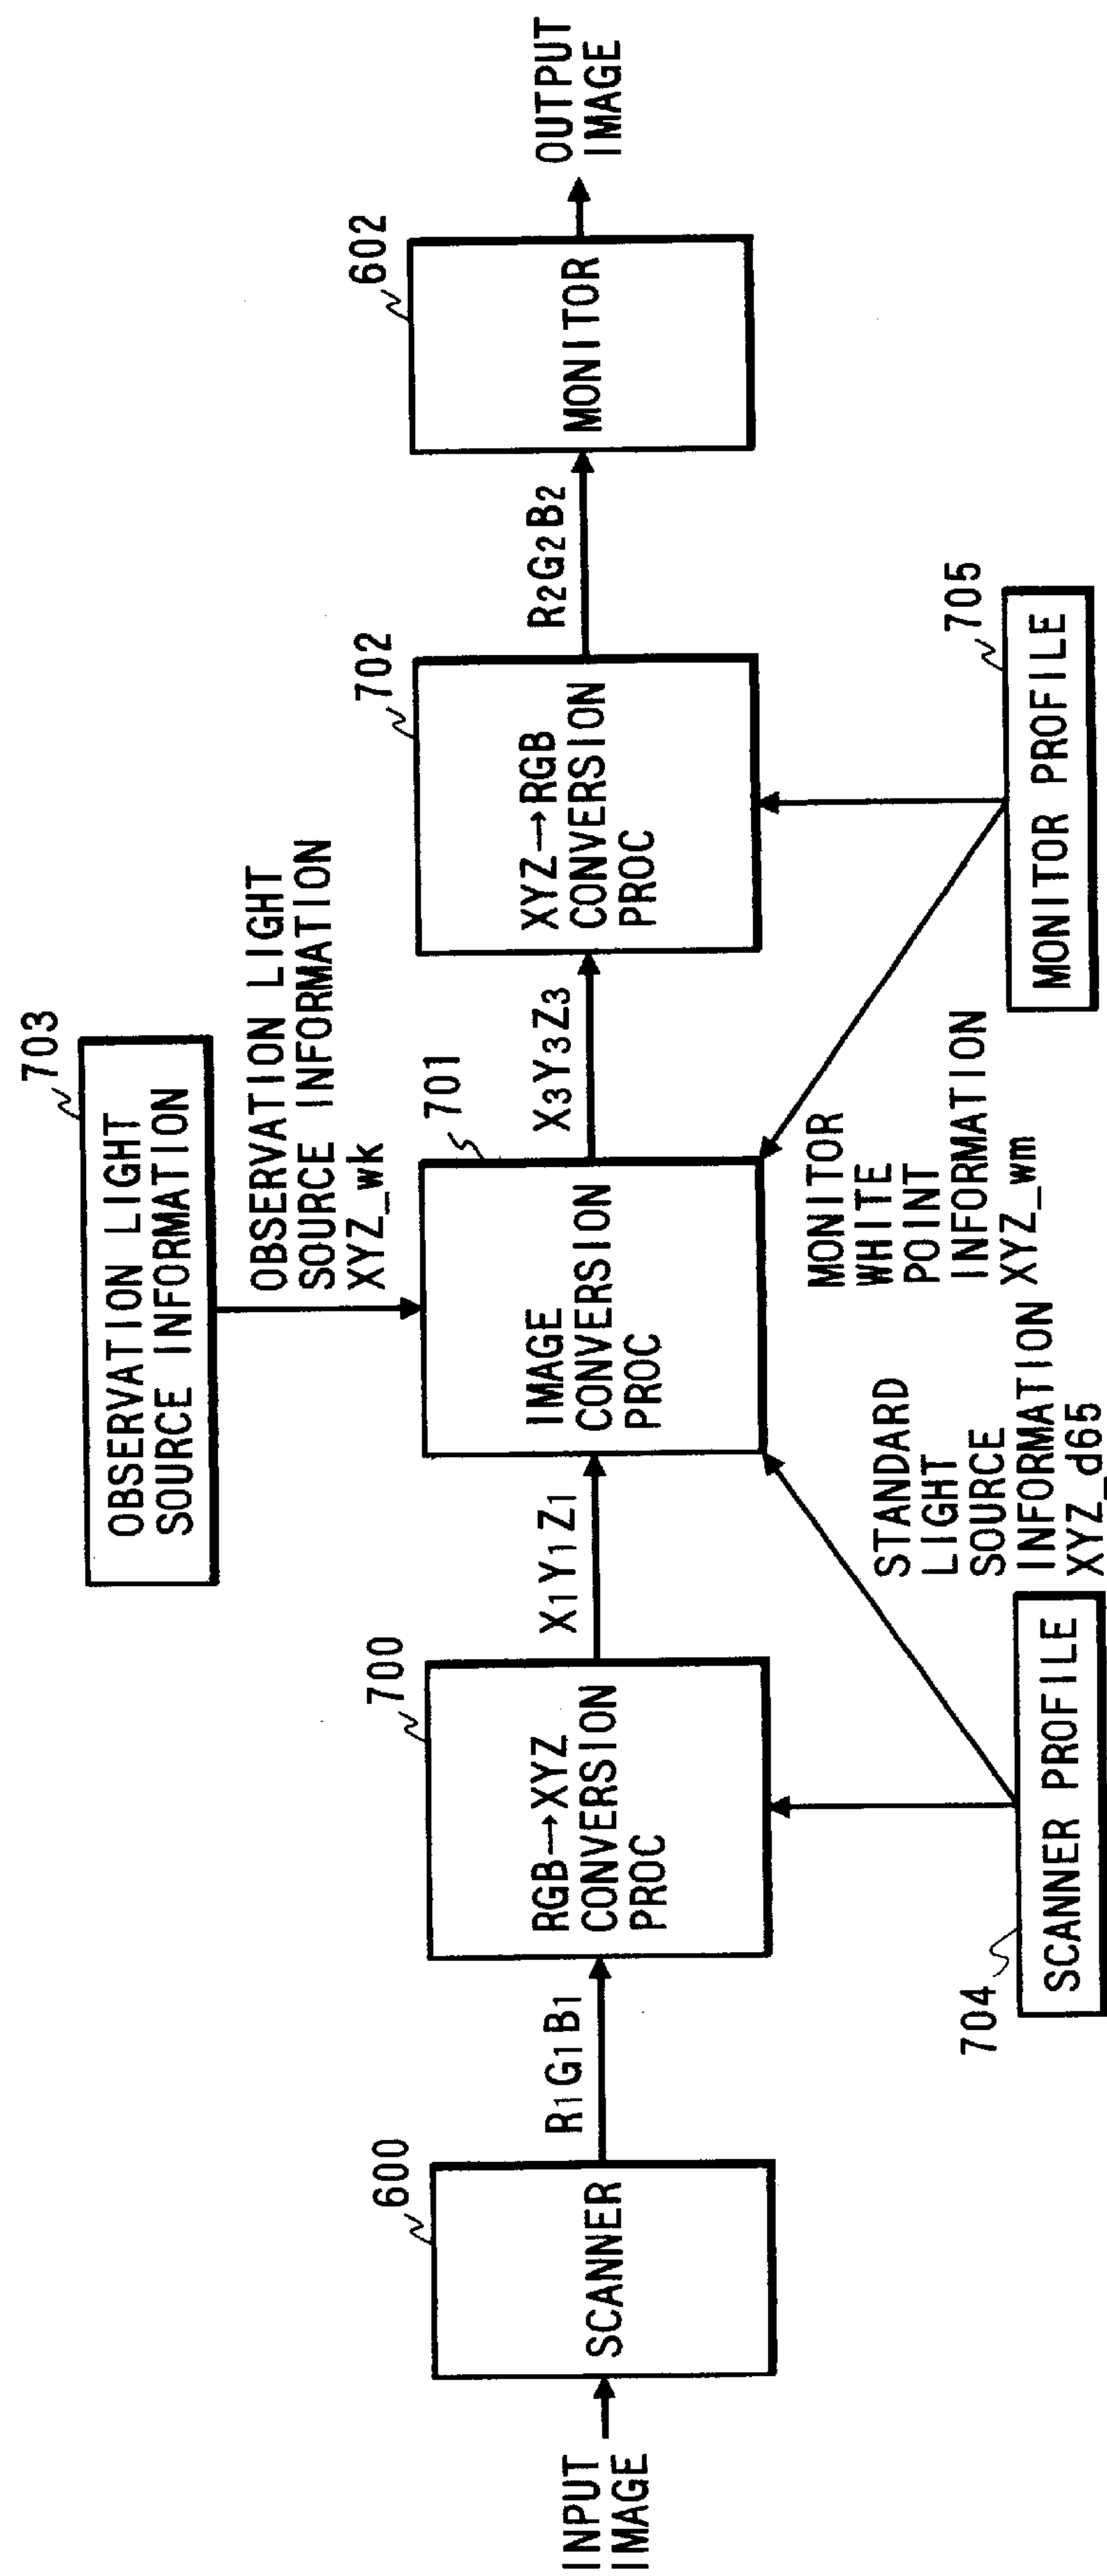 703
OBSERVATION LIGHT
SOURCE INFORMATION
OBSERVATION LIGHT
SOURCE INFORMATION
XYZ_wk
INPUT
IMAGE
600
SCANNER
R1G1B1
700
RGB→XYZ
CONVERSION
PROC
X1Y1Z1
701
IMAGE
CONVERSION
PROC
X3Y3Z3
702
XYZ→RGB
CONVERSION
PROC
R2G2B2
602
MONITOR
OUTPUT
IMAGE
704
SCANNER PROFILE
STANDARD
LIGHT
SOURCE
INFORMATION
XYZ_d65
MONITOR
WHITE
POINT
INFORMATION
XYZ_wm
705
MONITOR PROFILE